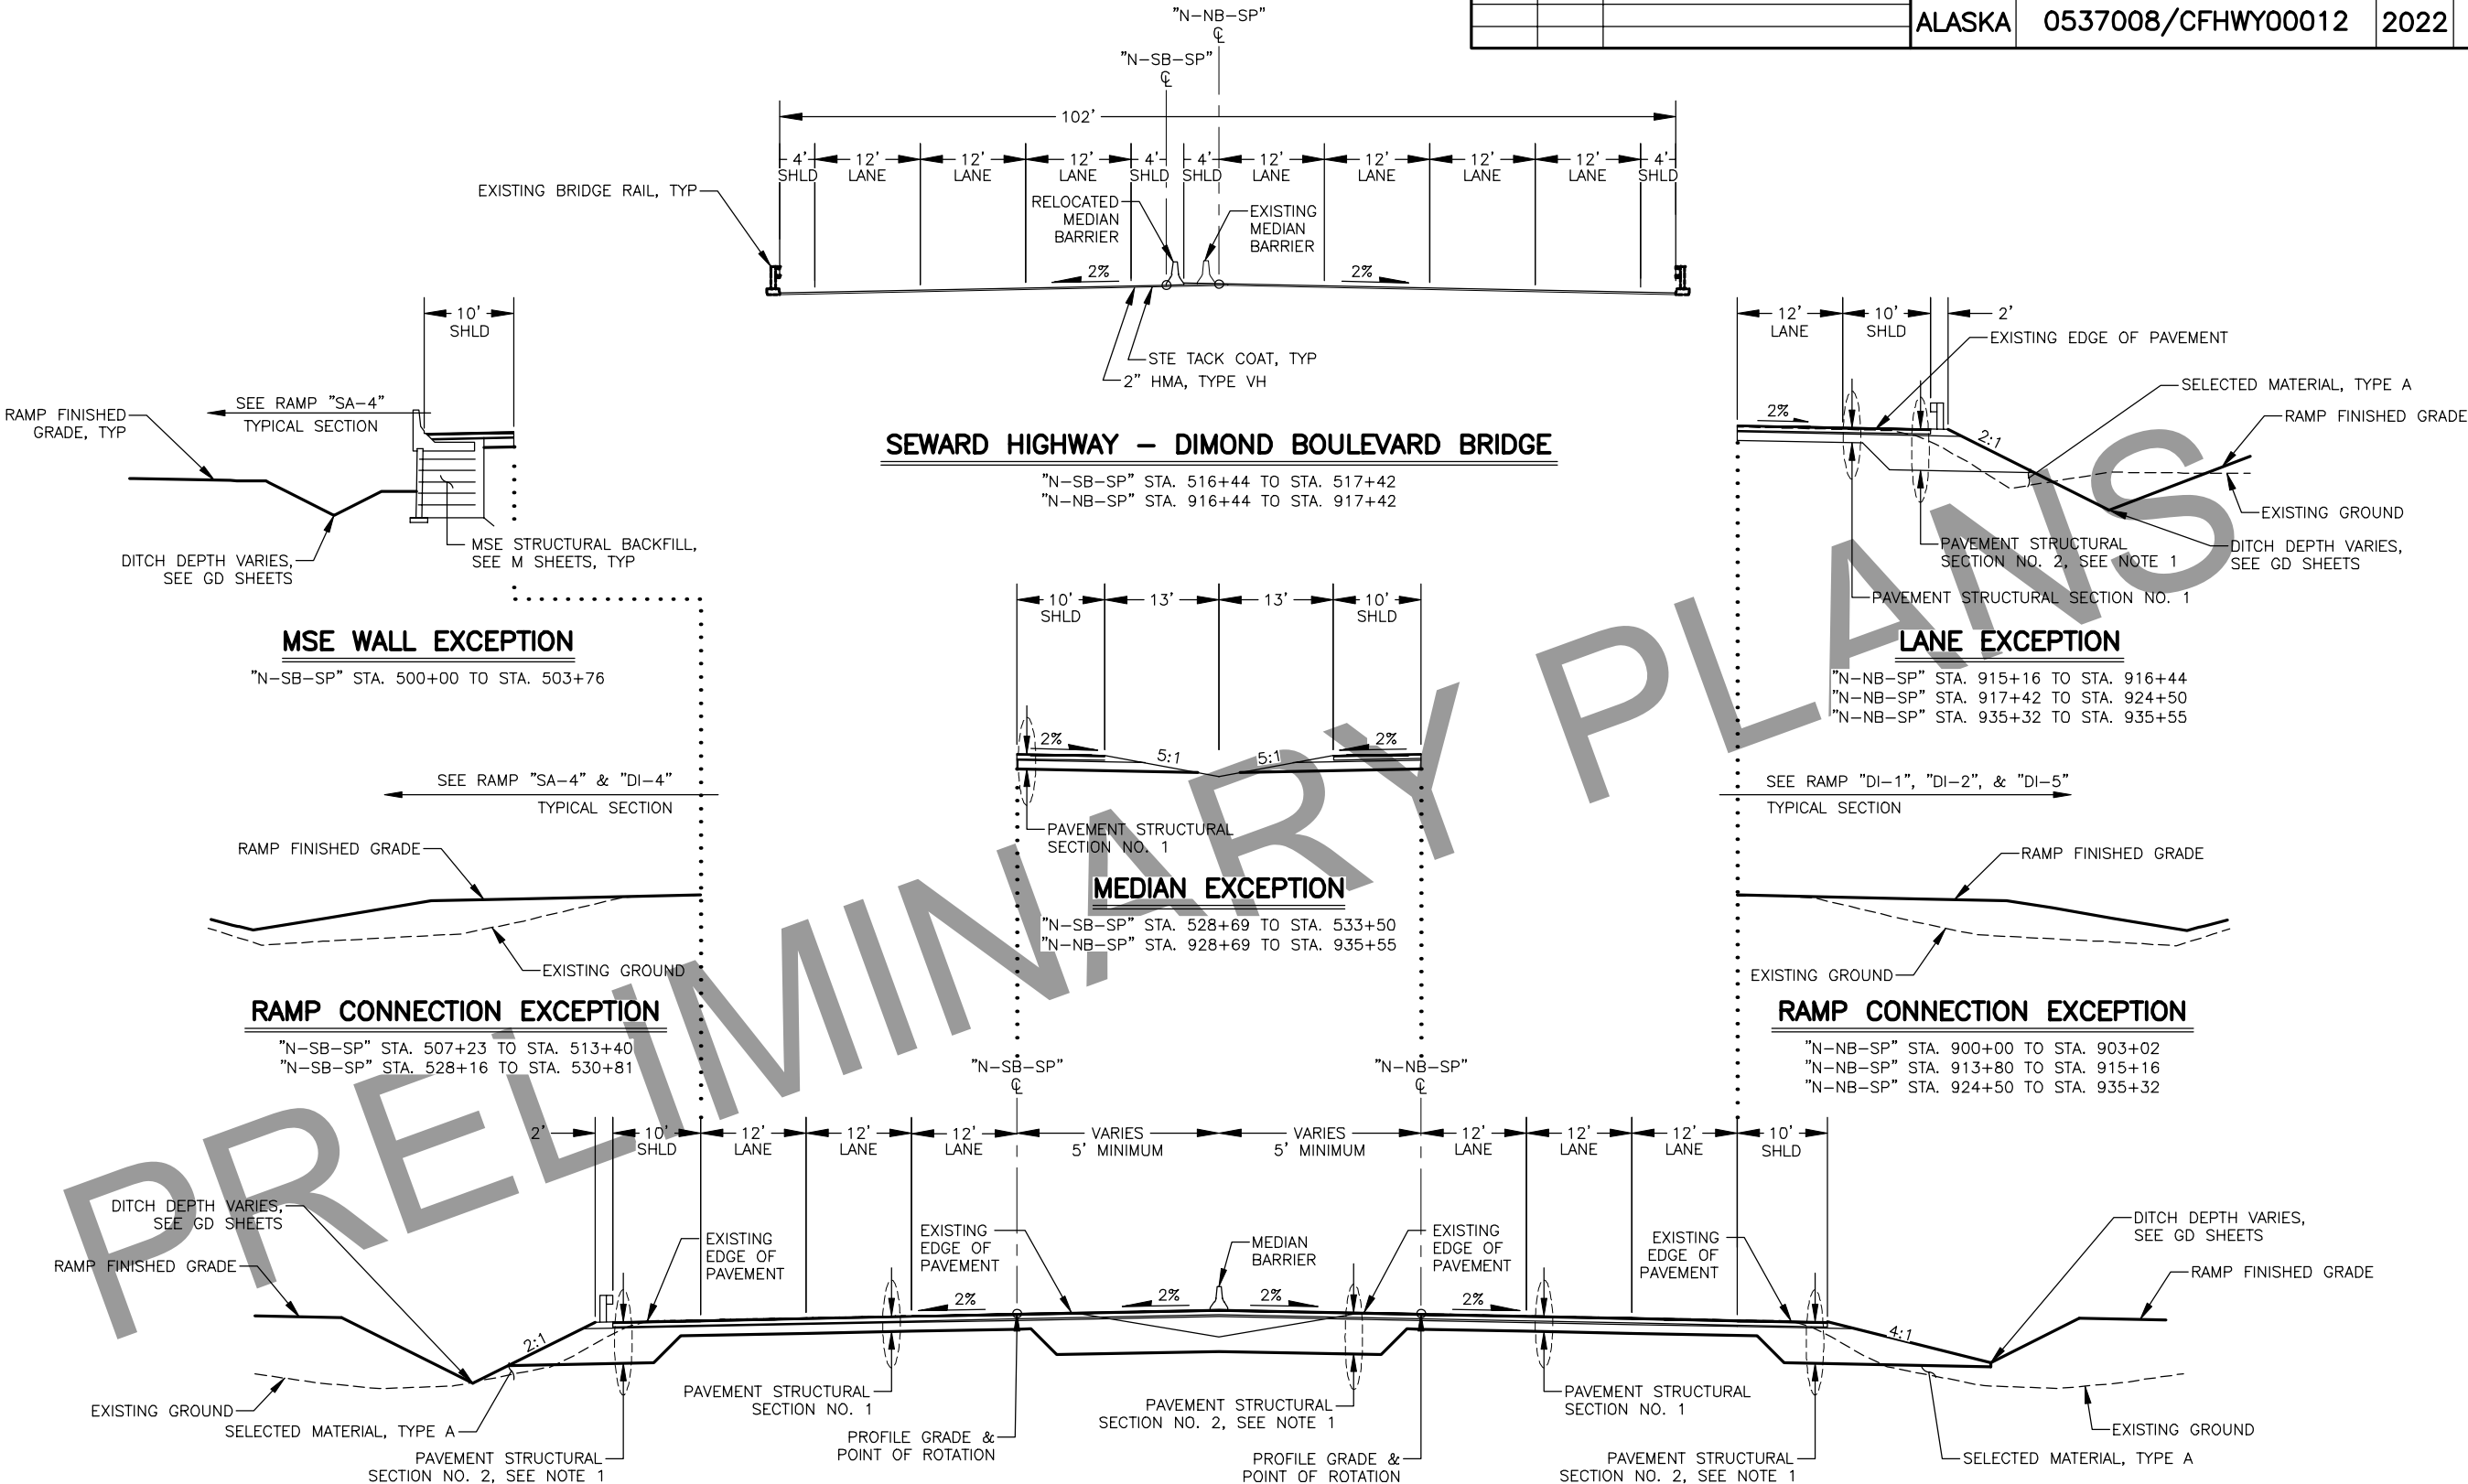 ALASKA 0537008/CFHWY00012 2022
"N-NB-SP"
"N-SB-SP"
102'
4' 12' 12' 12' 4' 4' 12' 12' 12' 12' 4'
SHLD LANE LANE LANE SHLD SHLD LANE LANE LANE LANE SHLD
EXISTING BRIDGE RAIL, TYP
RELOCATED
MEDIAN
BARRIER
EXISTING
MEDIAN
BARRIER
2% 2%
STE TACK COAT, TYP
2" HMA, TYPE VH
SEWARD HIGHWAY - DIMOND BOULEVARD BRIDGE
"N-SB-SP" STA. 516+44 TO STA. 517+42
"N-NB-SP" STA. 916+44 TO STA. 917+42
10'
SHLD
SEE RAMP "SA-4"
TYPICAL SECTION
RAMP FINISHED
GRADE, TYP
DITCH DEPTH VARIES,
SEE GD SHEETS
MSE STRUCTURAL BACKFILL,
SEE M SHEETS, TYP
MSE WALL EXCEPTION
"N-SB-SP" STA. 500+00 TO STA. 503+76
12' 10' 2'
LANE SHLD
EXISTING EDGE OF PAVEMENT
SELECTED MATERIAL, TYPE A
RAMP FINISHED GRADE
2%
2:1
EXISTING GROUND
PAVEMENT STRUCTURAL
SECTION NO. 2, SEE NOTE 1
DITCH DEPTH VARIES,
SEE GD SHEETS
PAVEMENT STRUCTURAL SECTION NO. 1
LANE EXCEPTION
"N-NB-SP" STA. 915+16 TO STA. 916+44
"N-NB-SP" STA. 917+42 TO STA. 924+50
"N-NB-SP" STA. 935+32 TO STA. 935+55
10' 13' 13' 10'
SHLD SHLD
2% 5:1 5:1 2%
PAVEMENT STRUCTURAL
SECTION NO. 1
MEDIAN EXCEPTION
"N-SB-SP" STA. 528+69 TO STA. 533+50
"N-NB-SP" STA. 928+69 TO STA. 935+55
SEE RAMP "SA-4" & "DI-4"
TYPICAL SECTION
RAMP FINISHED GRADE
EXISTING GROUND
RAMP CONNECTION EXCEPTION
"N-SB-SP" STA. 507+23 TO STA. 513+40
"N-SB-SP" STA. 528+16 TO STA. 530+81
SEE RAMP "DI-1", "DI-2", & "DI-5"
TYPICAL SECTION
RAMP FINISHED GRADE
EXISTING GROUND
RAMP CONNECTION EXCEPTION
"N-NB-SP" STA. 900+00 TO STA. 903+02
"N-NB-SP" STA. 913+80 TO STA. 915+16
"N-NB-SP" STA. 924+50 TO STA. 935+32
"N-SB-SP" "N-NB-SP"
2' 10' 12' 12' 12' VARIES VARIES 12' 12' 12' 10'
SHLD LANE LANE LANE 5' MINIMUM 5' MINIMUM LANE LANE LANE SHLD
DITCH DEPTH VARIES,
SEE GD SHEETS
RAMP FINISHED GRADE
EXISTING
EDGE OF
PAVEMENT
EXISTING
EDGE OF
PAVEMENT
MEDIAN
BARRIER
EXISTING
EDGE OF
PAVEMENT
EXISTING
EDGE OF
PAVEMENT
DITCH DEPTH VARIES,
SEE GD SHEETS
RAMP FINISHED GRADE
2:1 2% 2% 2% 2% 4:1
EXISTING GROUND
SELECTED MATERIAL, TYPE A
PAVEMENT STRUCTURAL
SECTION NO. 2, SEE NOTE 1
PAVEMENT STRUCTURAL
SECTION NO. 1
PROFILE GRADE &
POINT OF ROTATION
PAVEMENT STRUCTURAL
SECTION NO. 2, SEE NOTE 1
PROFILE GRADE &
POINT OF ROTATION
PAVEMENT STRUCTURAL
SECTION NO. 1
PAVEMENT STRUCTURAL
SECTION NO. 2, SEE NOTE 1
EXISTING GROUND
SELECTED MATERIAL, TYPE A
PRELIMINARY PLANS